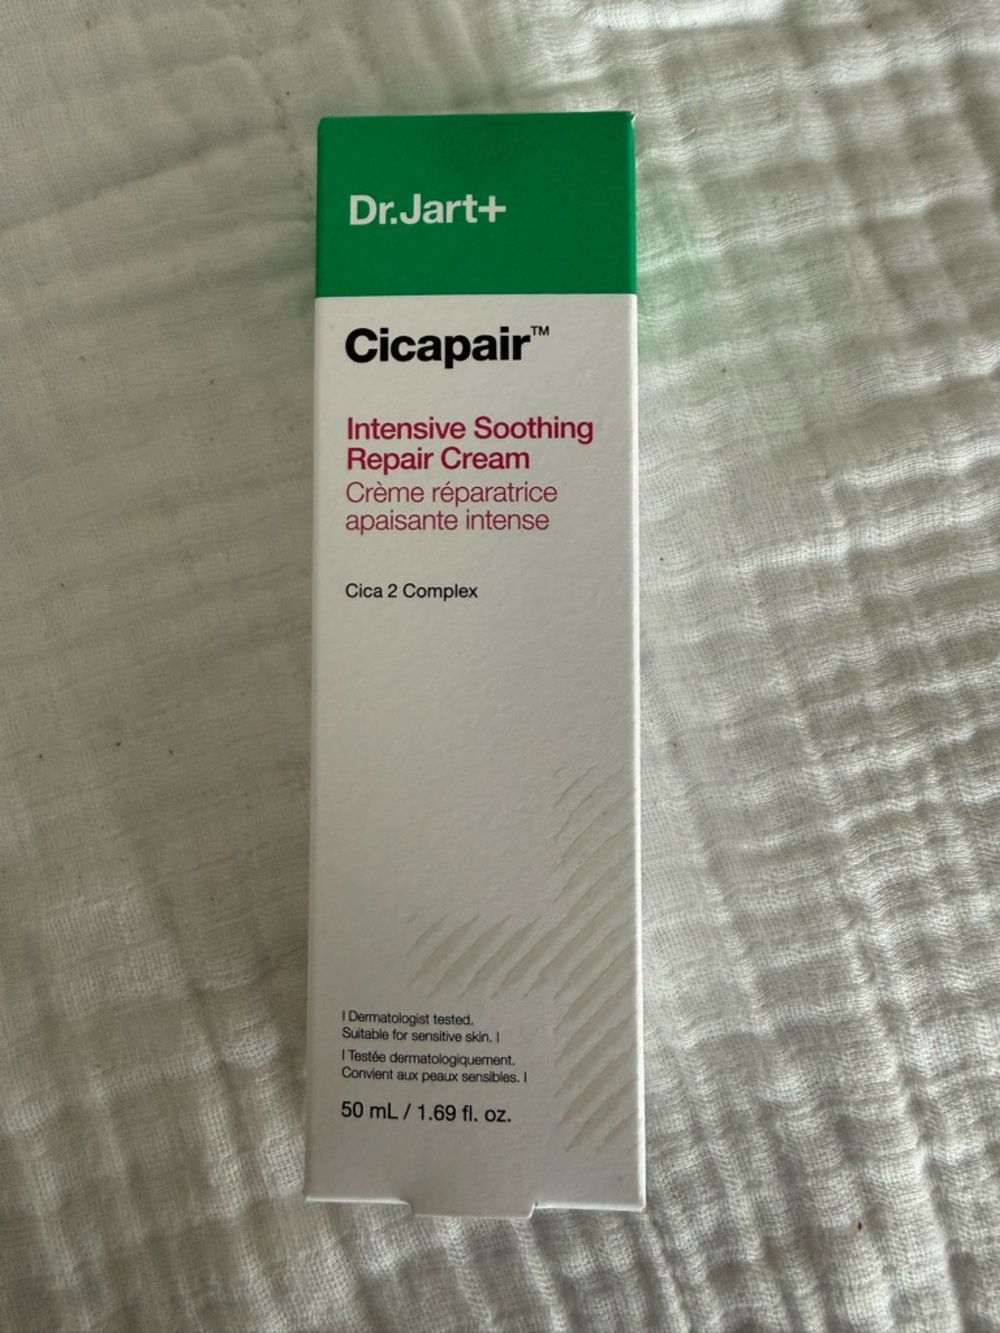 Dr.Jart+
Cicapair™
Intensive Soothing
Repair Cream
Crème réparatrice
apaisante intense
Cica 2 Complex
| Dermatologist tested.
Suitable for sensitive skin. |
| Testée dermatologiquement.
Convient aux peaux sensibles. |
50 mL / 1.69 fl. oz.